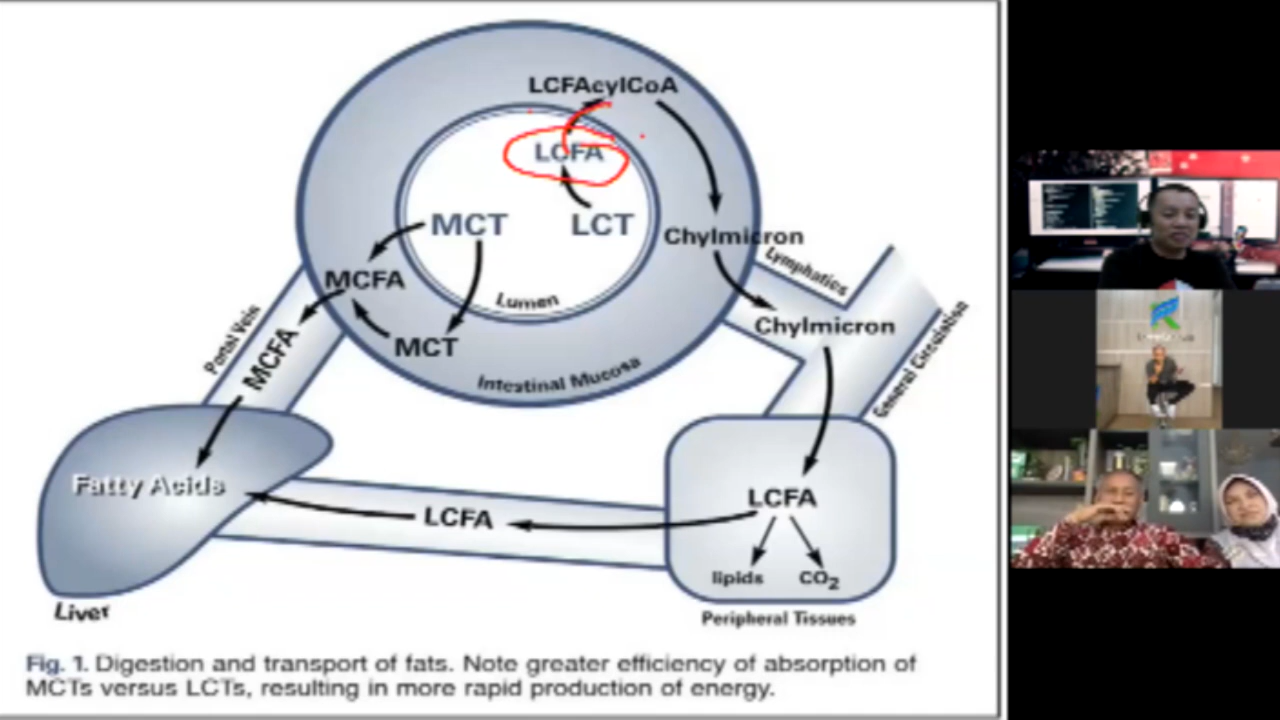 LCFAcylCoA
LCFA
MCT
LCT
Chylmicron
MCFA
Lumen
MCT
Intestinal Mucosa
Lymphatics
Chylmicron
General Circulation
Portal Vein
MCFA
Fatty Acids
LCFA
LCFA
lipids
CO2
Liver
Peripheral Tissues
Fig. 1. Digestion and transport of fats. Note greater efficiency of absorption of
MCTs versus LCTs, resulting in more rapid production of energy.